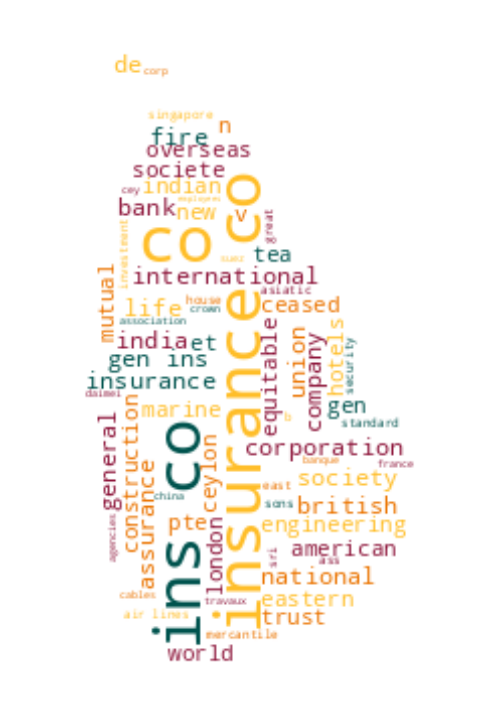 de corp
singapore
n
fire
overseas
societe
cey indian
employees
bank new v
great
co
insurance co
investment
suez tea
international
asiatic
mutual
life house ceased
crown
association
india et
equitable
union
company
hotels
security
gen ins
insurance
daimei
gen
marine
b
standard
general
construction
ins co
ceylon
corporation
banque
france
assurance
society
east
china
sons british
pte
london
engineering
agencies
american
sri
ass
national
cables
travaux
eastern
air lines
trust
mercantile
world